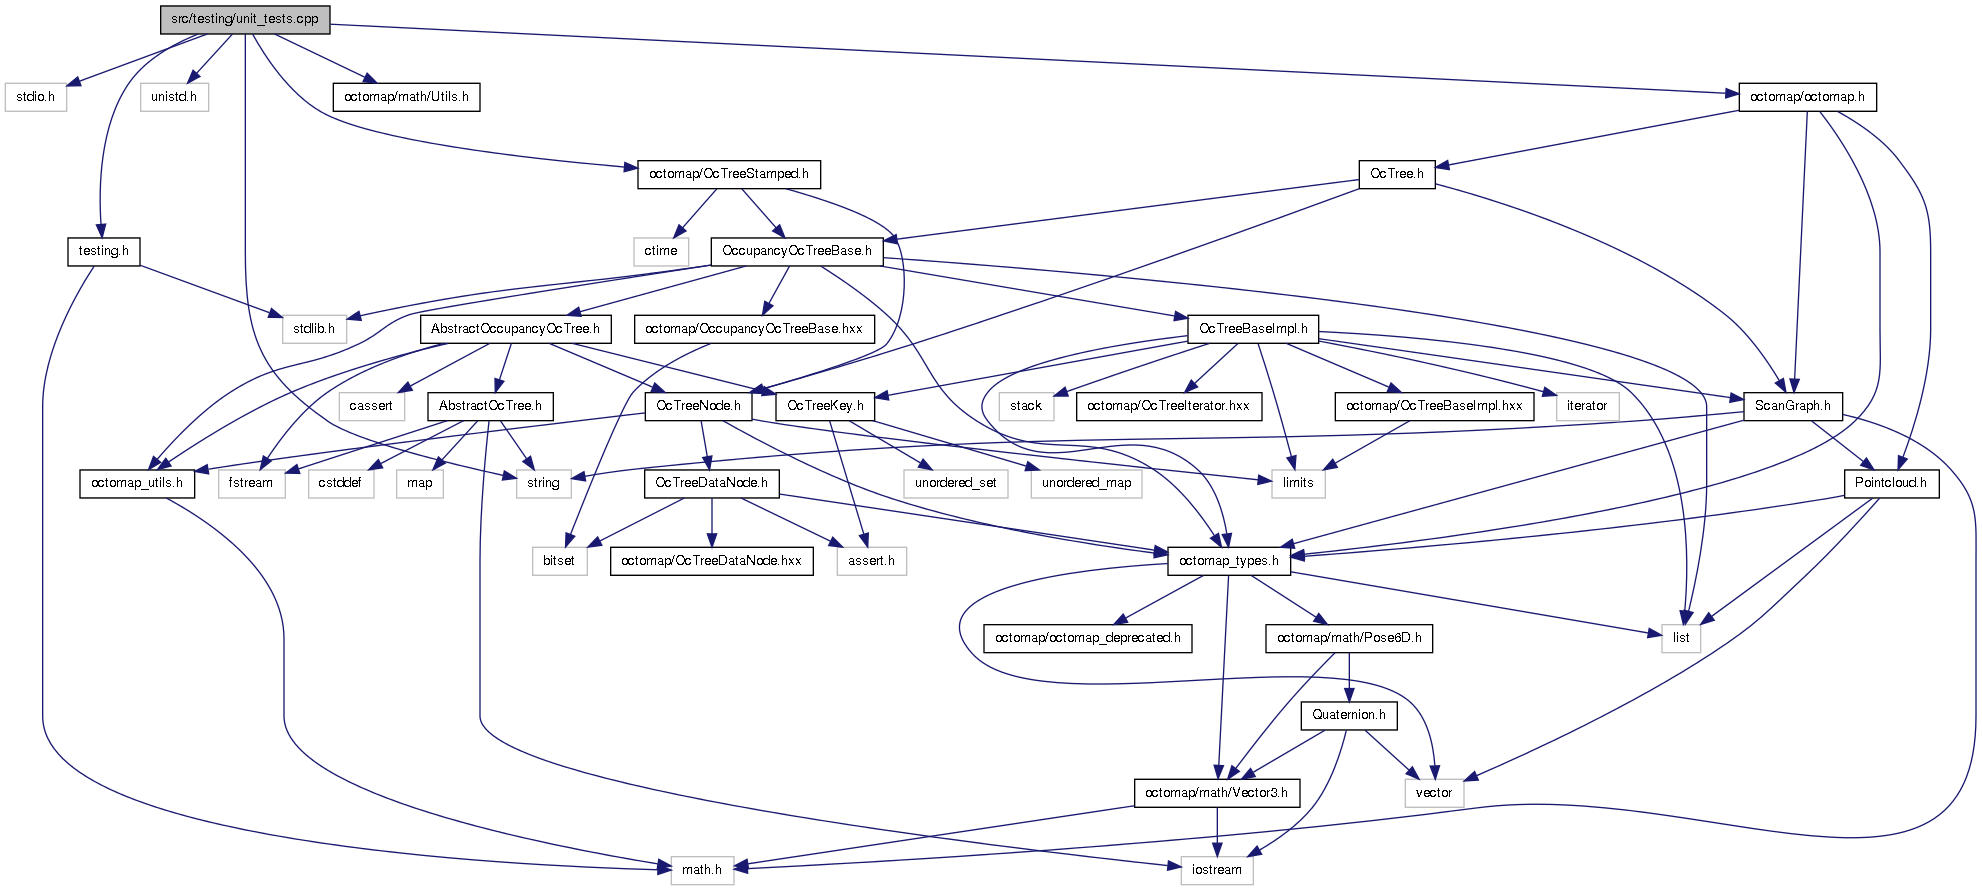 src/testing/unit_tests.cpp
stdio.h
unistd.h
octomap/math/Utils.h
octomap/octomap.h
octomap/OcTreeStamped.h
OcTree.h
testing.h
ctime
OccupancyOcTreeBase.h
stdlib.h
AbstractOccupancyOcTree.h
octomap/OccupancyOcTreeBase.hxx
OcTreeBaseImpl.h
cassert
AbstractOcTree.h
OcTreeNode.h
OcTreeKey.h
stack
octomap/OcTreeIterator.hxx
octomap/OcTreeBaseImpl.hxx
iterator
ScanGraph.h
octomap_utils.h
fstream
cstddef
map
string
OcTreeDataNode.h
unordered_set
unordered_map
limits
Pointcloud.h
bitset
octomap/OcTreeDataNode.hxx
assert.h
octomap_types.h
octomap/octomap_deprecated.h
octomap/math/Pose6D.h
list
Quaternion.h
octomap/math/Vector3.h
vector
math.h
iostream